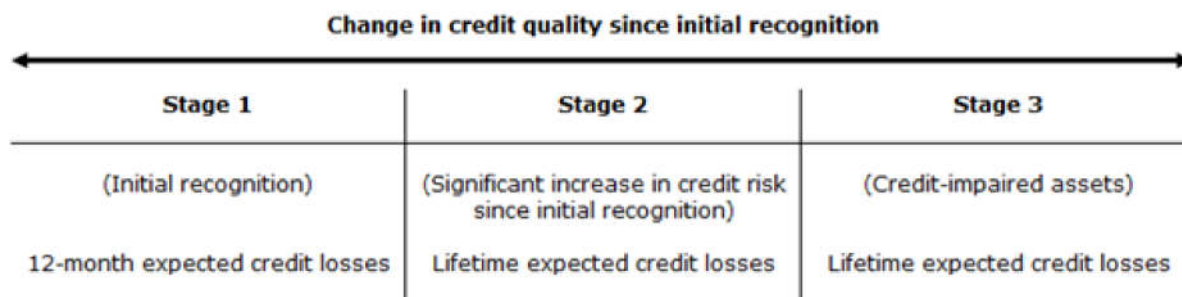 Change in credit quality since initial recognition
Stage 1
Stage 2
Stage 3
(Initial recognition)
(Significant increase in credit risk
since initial recognition)
(Credit-impaired assets)
12-month expected credit losses
Lifetime expected credit losses
Lifetime expected credit losses